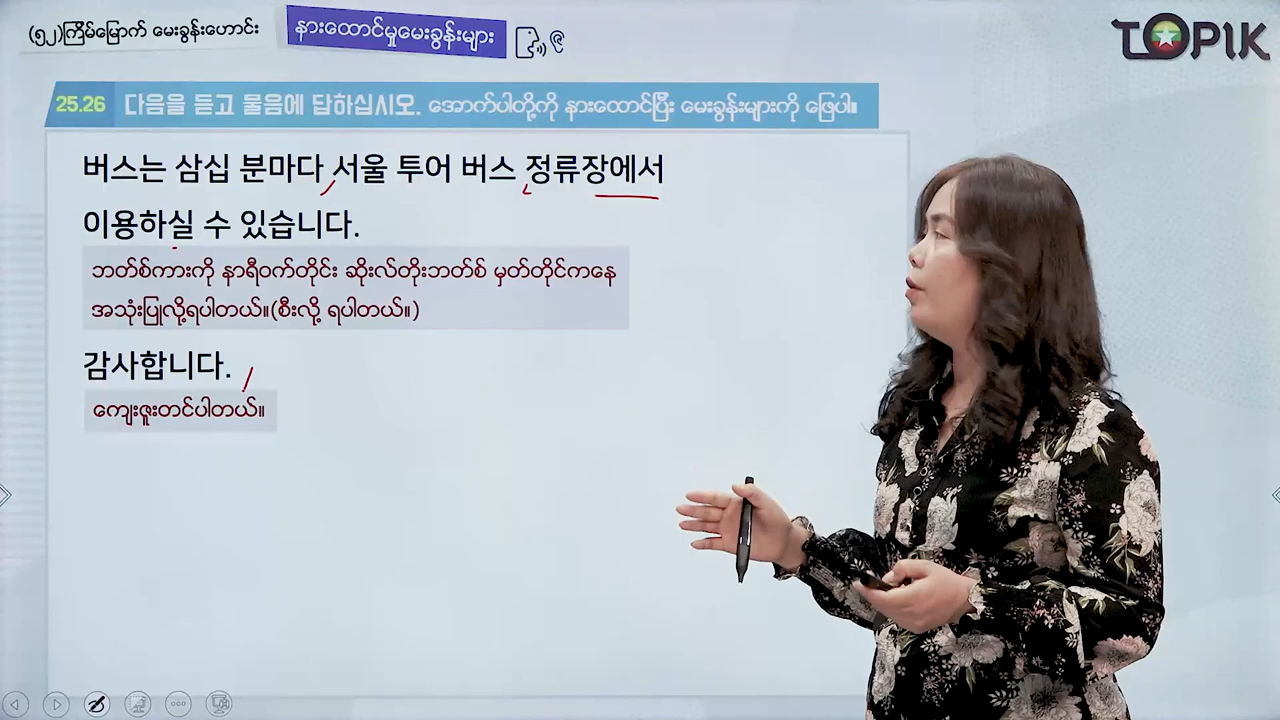 (၅၂)ကြိမ်မြောက် မေးခွန်းဟောင်း
နားထောင်မှုမေးခွန်းများ
TOPIK
25.26 다음을 듣고 물음에 답하십시오. အောက်ပါတို့ကို နားထောင်ပြီး မေးခွန်းများကို ဖြေပါ။
버스는 삼십 분마다 서울 투어 버스 정류장에서
이용하실 수 있습니다.
ဘတ်စ်ကားကို နာရီဝက်တိုင်း ဆိုးလ်တိုးဘတ်စ် မှတ်တိုင်ကနေ
အသုံးပြုလို့ရပါတယ်။(စီးလို့ ရပါတယ်။)
감사합니다.
ကျေးဇူးတင်ပါတယ်။